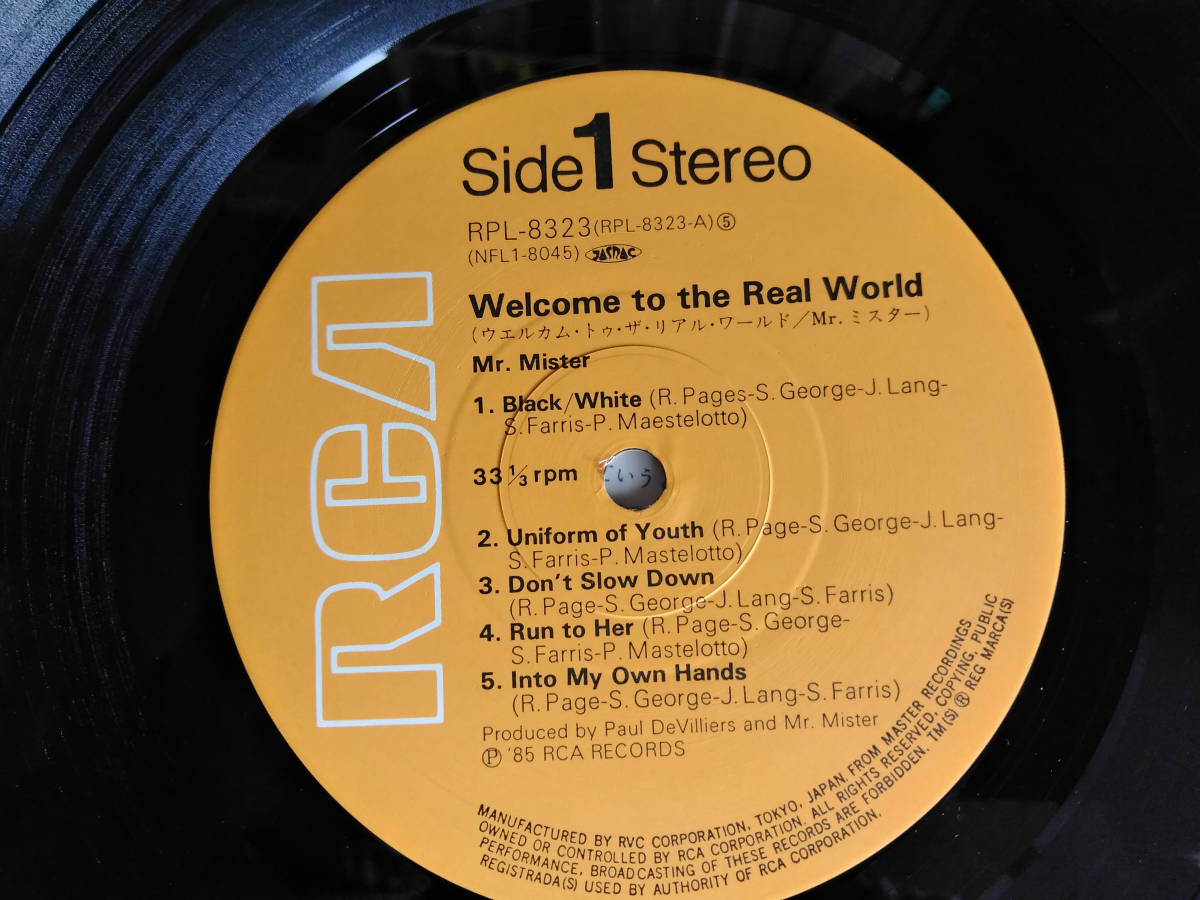 Side 1 Stereo
RPL-8323 (RPL-8323-A) ⑤
(NFL1-8045) JASRAC
Welcome to the Real World
(ウエルカム・トゥ・ザ・リアル・ワールド/Mr. ミスター)
Mr. Mister
1. Black/White (R. Pages-S. George-J. Lang-
S. Farris-P. Maestelotto)
33 1/3 rpm
ていう
2. Uniform of Youth (R. Page-S. George-J. Lang-
S. Farris-P. Mastelotto)
3. Don't Slow Down
(R. Page-S. George-J. Lang-S. Farris)
4. Run to Her (R. Page-S. George-
S. Farris-P. Mastelotto)
5. Into My Own Hands
(R. Page-S. George-J. Lang-S. Farris)
Produced by Paul DeVilliers and Mr. Mister
℗ '85 RCA RECORDS
RCA
MANUFACTURED BY RVC CORPORATION, TOKYO, JAPAN, FROM MASTER RECORDINGS
OWNED OR CONTROLLED BY RCA CORPORATION. ALL RIGHTS RESERVED, COPYING, PUBLIC
PERFORMANCE, BROADCASTING OF THESE RECORDS ARE FORBIDDEN. TM(S) ® REG MARCA(S)
REGISTRADA(S) USED BY AUTHORITY OF RCA CORPORATION.